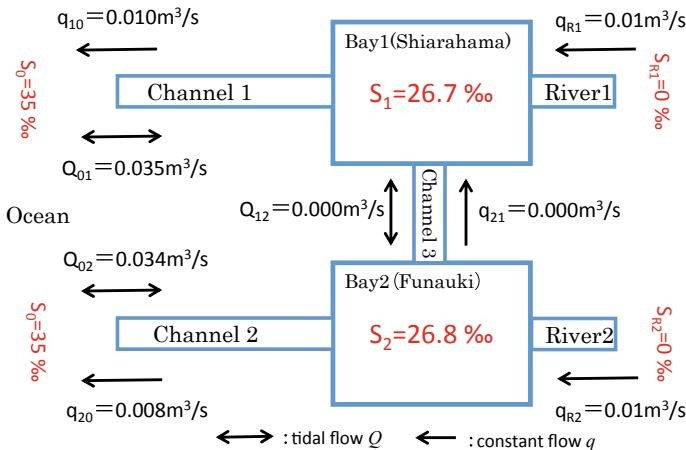 q10＝0.010m3/s
Bay1(Shiarahama)
qR1＝0.01m3/s
S0=35 ‰
Channel 1
S1=26.7 ‰
River1
SR1=0 ‰
Q01＝0.035m3/s
Channel 3
Ocean
Q12＝0.000m3/s
q21＝0.000m3/s
Q02＝0.034m3/s
Bay2(Funauki)
S0=35 ‰
Channel 2
S2=26.8 ‰
River2
SR2=0 ‰
q20＝0.008m3/s
qR2＝0.01m3/s
: tidal flow Q
: constant flow q